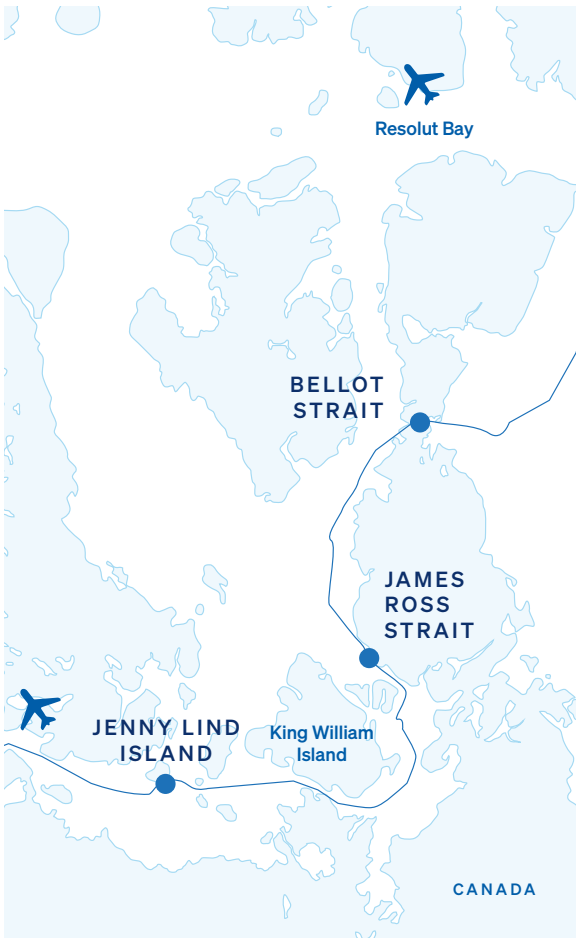 Resolut Bay
BELLOT
STRAIT
JAMES
ROSS
STRAIT
JENNY LIND
ISLAND
King William
Island
CANADA